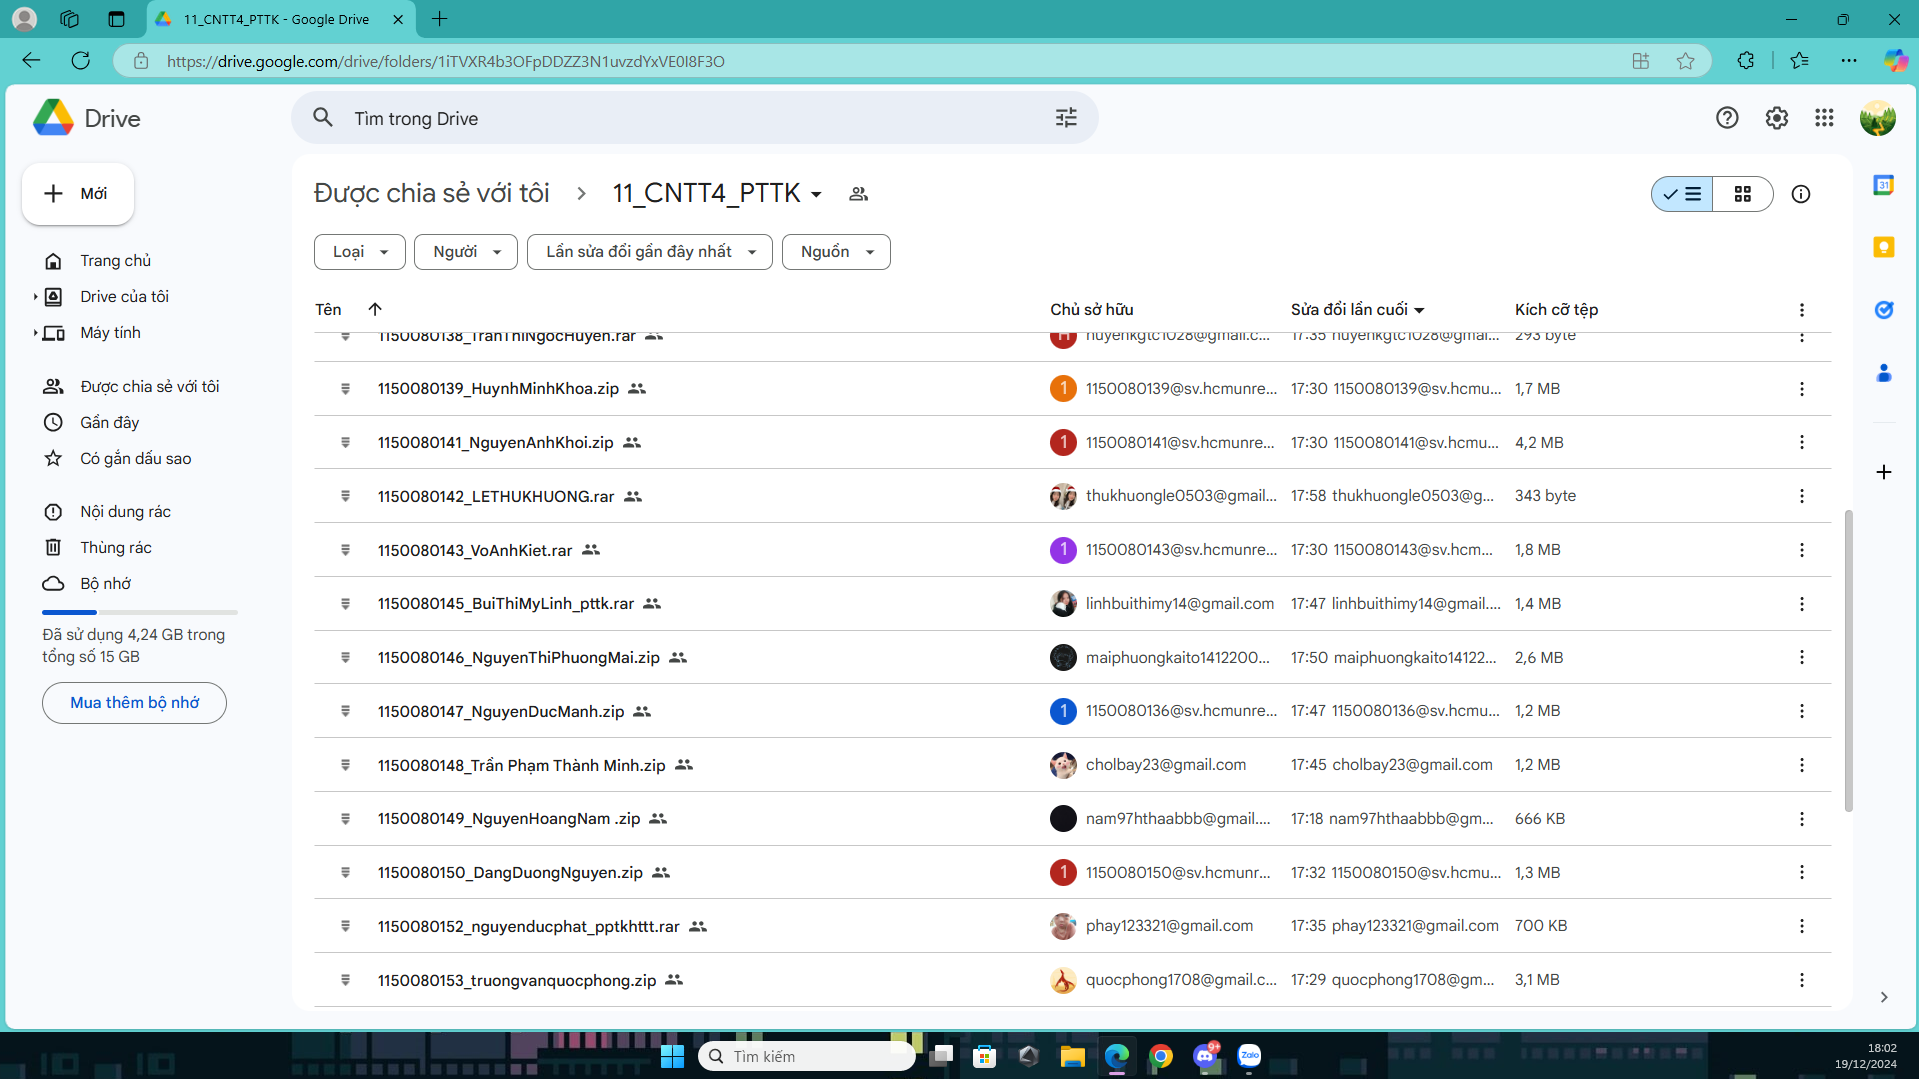 11_CNTT4_PTTK - Google Drive
https://drive.google.com/drive/folders/1iTVXR4b3OFpDDZZ3N1uvzdYxVE0I8F3O
Drive
Tìm trong Drive
Mới
Được chia sẻ với tôi
11_CNTT4_PTTK
Loại
Người
Lần sửa đổi gần đây nhất
Nguồn
Trang chủ
Drive của tôi
Máy tính
Được chia sẻ với tôi
Gần đây
Có gắn dấu sao
Nội dung rác
Thùng rác
Bộ nhớ
Đã sử dụng 4,24 GB trong
tổng số 15 GB
Mua thêm bộ nhớ
Tên Chủ sở hữu Sửa đổi lần cuối Kích cỡ tệp
1150080138_TranThiNgocHuyen.rar H huyenkgtc1028@gmail.c... 17:35 huyenkgtc1028@gmai... 293 byte
1150080139_HuynhMinhKhoa.zip 1 1150080139@sv.hcmunre... 17:30 1150080139@sv.hcmu... 1,7 MB
1150080141_NguyenAnhKhoi.zip 1 1150080141@sv.hcmunre... 17:30 1150080141@sv.hcmu... 4,2 MB
1150080142_LETHUKHUONG.rar thukhuongle0503@gmail... 17:58 thukhuongle0503@g... 343 byte
1150080143_VoAnhKiet.rar 1 1150080143@sv.hcmunre... 17:30 1150080143@sv.hcm... 1,8 MB
1150080145_BuiThiMyLinh_pttk.rar linhbuithimy14@gmail.com 17:47 linhbuithimy14@gmail.... 1,4 MB
1150080146_NguyenThiPhuongMai.zip maiphuongkaito1412200... 17:50 maiphuongkaito14122... 2,6 MB
1150080147_NguyenDucManh.zip 1 1150080136@sv.hcmunre... 17:47 1150080136@sv.hcmu... 1,2 MB
1150080148_Trần Phạm Thành Minh.zip cholbay23@gmail.com 17:45 cholbay23@gmail.com 1,2 MB
1150080149_NguyenHoangNam .zip nam97hthaabbb@gmail.... 17:18 nam97hthaabbb@gm... 666 KB
1150080150_DangDuongNguyen.zip 1 1150080150@sv.hcmunr... 17:32 1150080150@sv.hcmu... 1,3 MB
1150080152_nguyenducphat_pptkhttt.rar phay123321@gmail.com 17:35 phay123321@gmail.com 700 KB
1150080153_truongvanquocphong.zip quocphong1708@gmail.c... 17:29 quocphong1708@gm... 3,1 MB
31
Tìm kiếm
9+
Zalo
18:02
19/12/2024